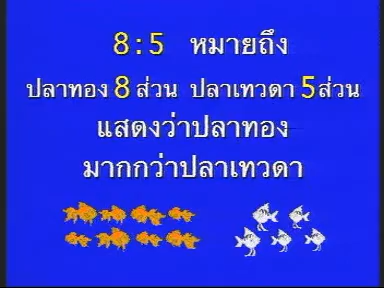 8:5 หมายถึง
ปลาทอง 8 ส่วน ปลาเทวดา 5 ส่วน
แสดงว่าปลาทอง
มากกว่าปลาเทวดา